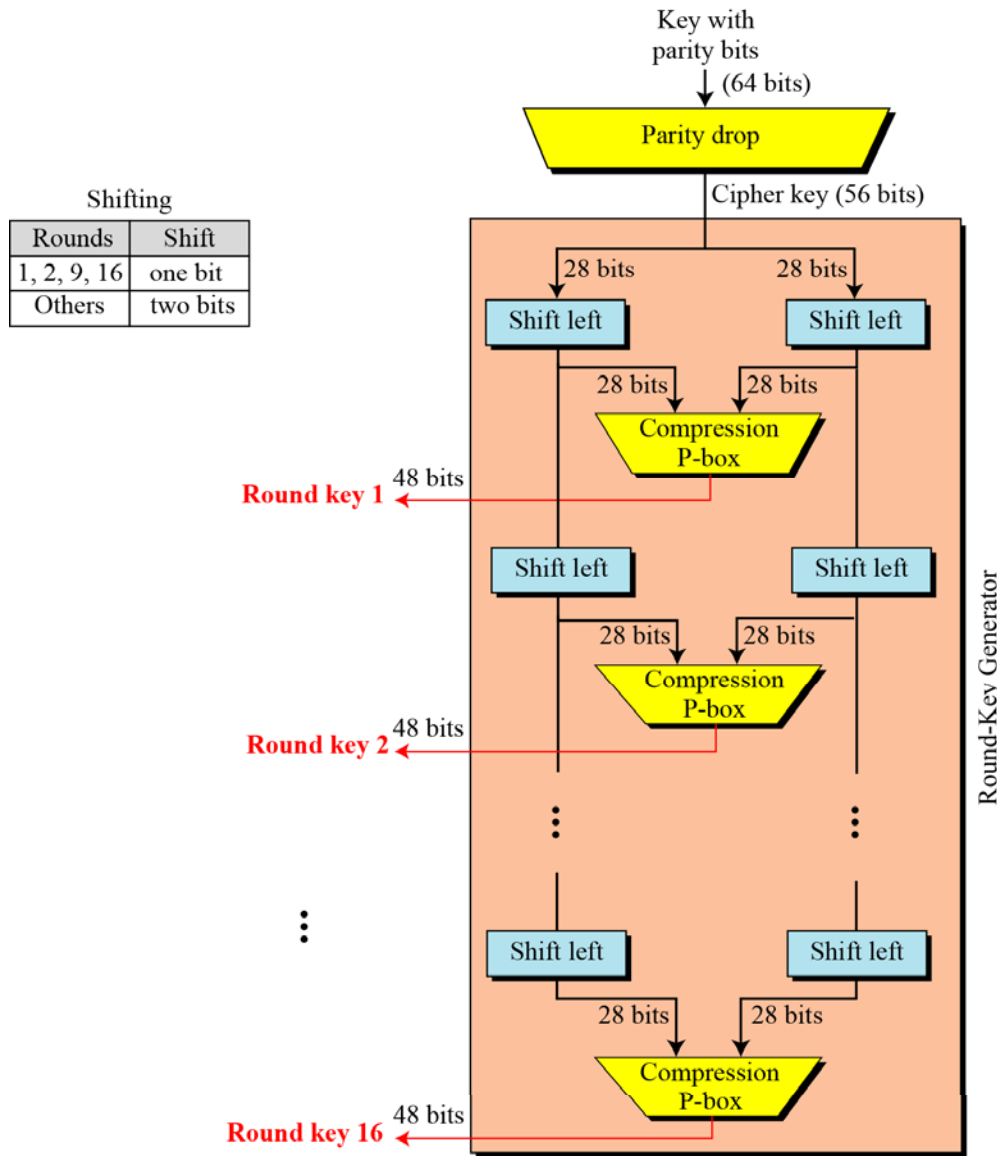 Key with
parity bits
(64 bits)
Parity drop
Cipher key (56 bits)
Shifting
Rounds Shift
1, 2, 9, 16 one bit
Others two bits
28 bits 28 bits
Shift left Shift left
28 bits 28 bits
Compression
P-box
48 bits
Round key 1
Shift left Shift left
28 bits 28 bits
Compression
P-box
48 bits
Round key 2
Round-Key Generator
Shift left Shift left
28 bits 28 bits
Compression
P-box
48 bits
Round key 16